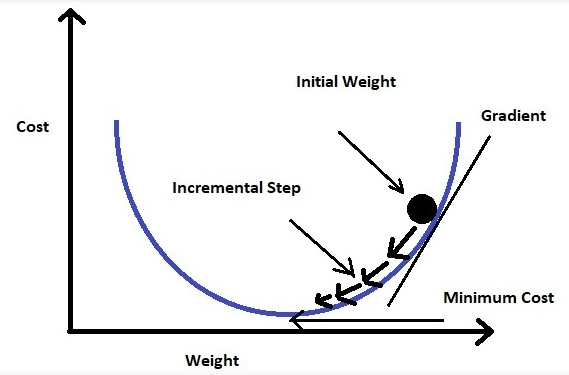 Initial Weight
Gradient
Cost
Incremental Step
Minimum Cost
Weight